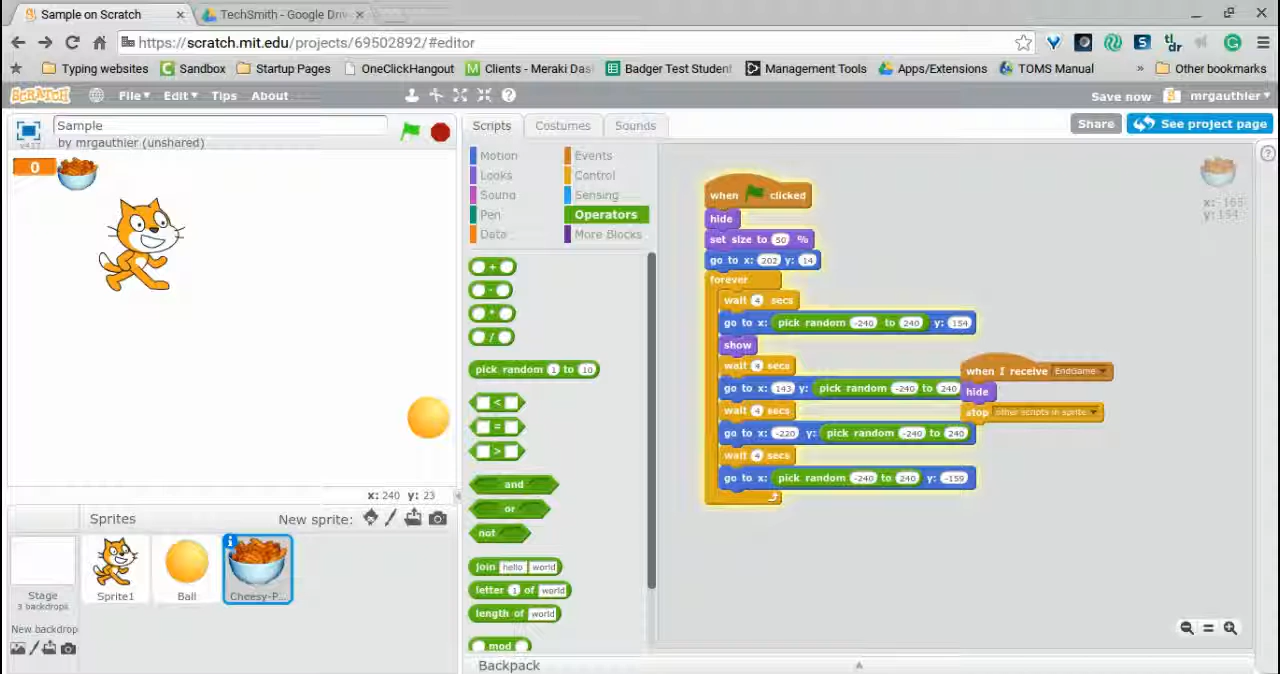 Sample on Scratch × TechSmith - Google Driv ×
https://scratch.mit.edu/projects/69502892/#editor
Typing websites Sandbox Startup Pages OneClickHangout Clients - Meraki Das Badger Test Student Management Tools Apps/Extensions TOMS Manual » Other bookmarks
SCRATCH File Edit Tips About Save now mrgauthier
v437 Sample
by mrgauthier (unshared)
Scripts Costumes Sounds Share See project page
Motion Events
Looks Control
Sound Sensing
Pen Operators
Data More Blocks
0
x: 240 y: 23
+
-
*
/
pick random 1 to 10
<
=
>
and
or
not
join hello world
letter 1 of world
length of world
mod
when clicked
hide
set size to 50 %
go to x: 202 y: 14
forever
wait 4 secs
go to x: pick random -240 to 240 y: 154
show
wait 4 secs
go to x: 143 y: pick random -240 to 240
wait 4 secs
go to x: -220 y: pick random -240 to 240
wait 4 secs
go to x: pick random -240 to 240 y: -159
when I receive EndGame
hide
stop other scripts in sprite
x: -165
y: 154
Sprites New sprite:
Stage
3 backdrops
New backdrop
Sprite1 Ball Cheesy-P...
Backpack